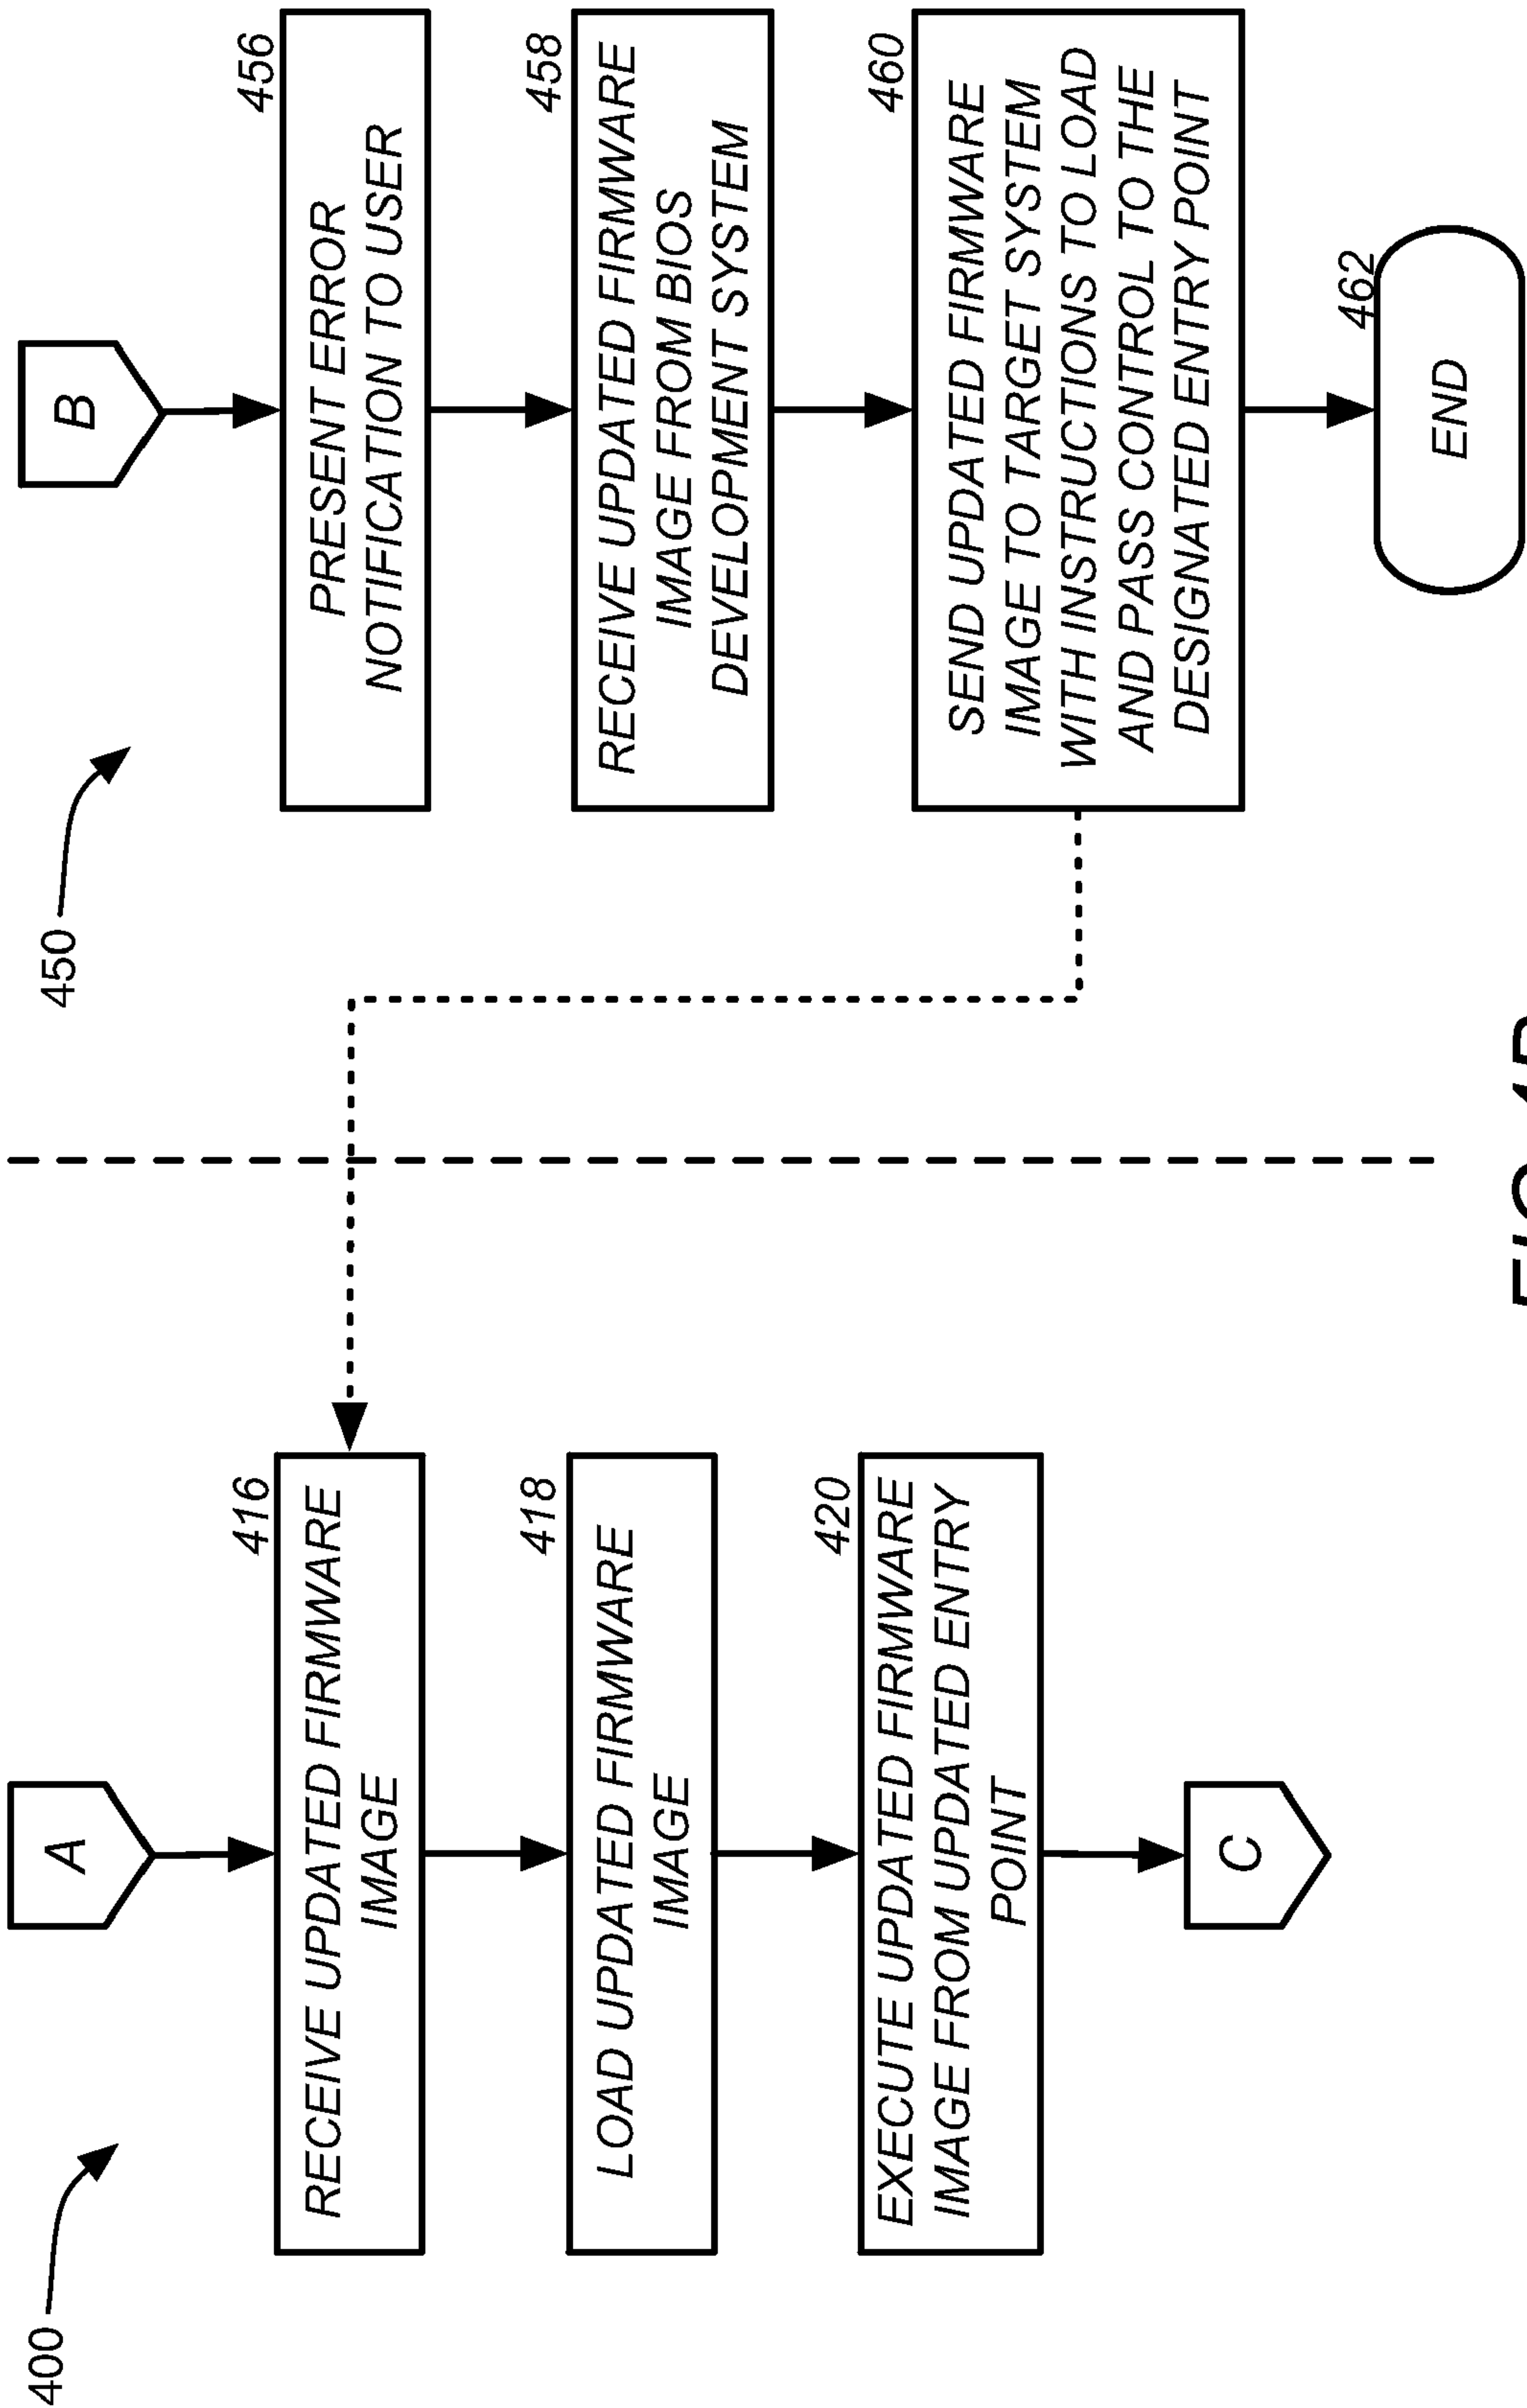 400
A
416
RECEIVE UPDATED FIRMWARE
IMAGE
418
LOAD UPDATED FIRMWARE
IMAGE
420
EXECUTE UPDATED FIRMWARE
IMAGE FROM UPDATED ENTRY
POINT
C
450
B
456
PRESENT ERROR
NOTIFICATION TO USER
458
RECEIVE UPDATED FIRMWARE
IMAGE FROM BIOS
DEVELOPMENT SYSTEM
460
SEND UPDATED FIRMWARE
IMAGE TO TARGET SYSTEM
WITH INSTRUCTIONS TO LOAD
AND PASS CONTROL TO THE
DESIGNATED ENTRY POINT
462
END